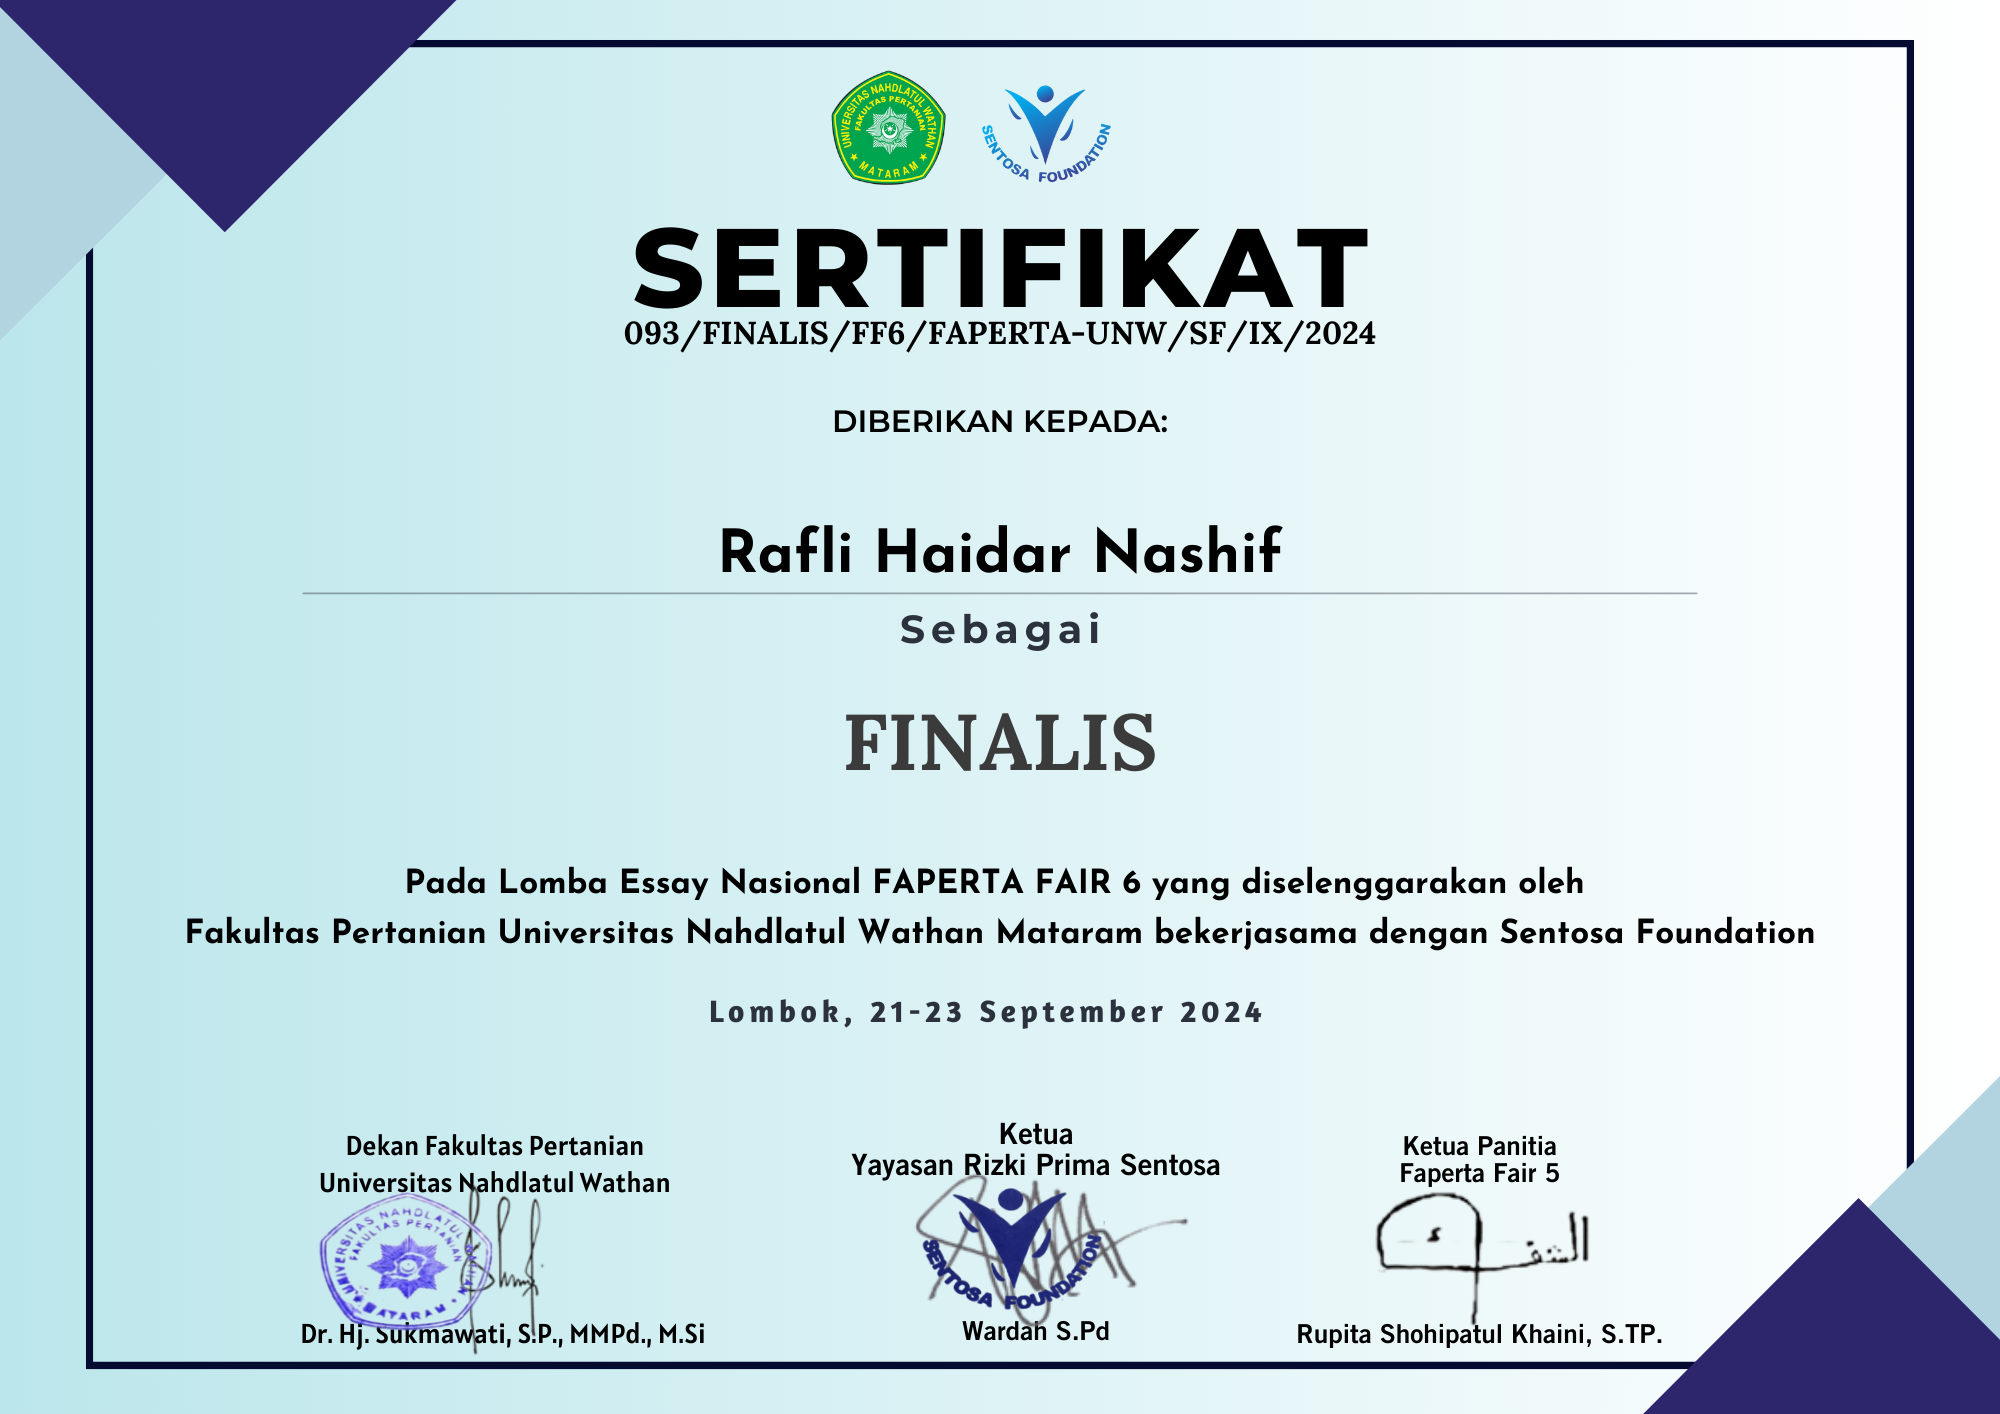 UNIVERSITAS NAHDLATUL WATHAN
FAKULTAS PERTANIAN
MATARAM
SENTOSA FOUNDATION
SERTIFIKAT
093/FINALIS/FF6/FAPERTA-UNW/SF/IX/2024
DIBERIKAN KEPADA:
Rafli Haidar Nashif
Sebagai
FINALIS
Pada Lomba Essay Nasional FAPERTA FAIR 6 yang diselenggarakan oleh
Fakultas Pertanian Universitas Nahdlatul Wathan Mataram bekerjasama dengan Sentosa Foundation
Lombok, 21-23 September 2024
Dekan Fakultas Pertanian
Universitas Nahdlatul Wathan
UNIVERSITAS NAHDLATUL WATHAN
FAKULTAS PERTANIAN
MATARAM
Dr. Hj. Sukmawati, S.P., MMPd., M.Si
Ketua
Yayasan Rizki Prima Sentosa
SENTOSA FOUNDATION
Wardah S.Pd
Ketua Panitia
Faperta Fair 5
Rupita Shohipatul Khaini, S.TP.